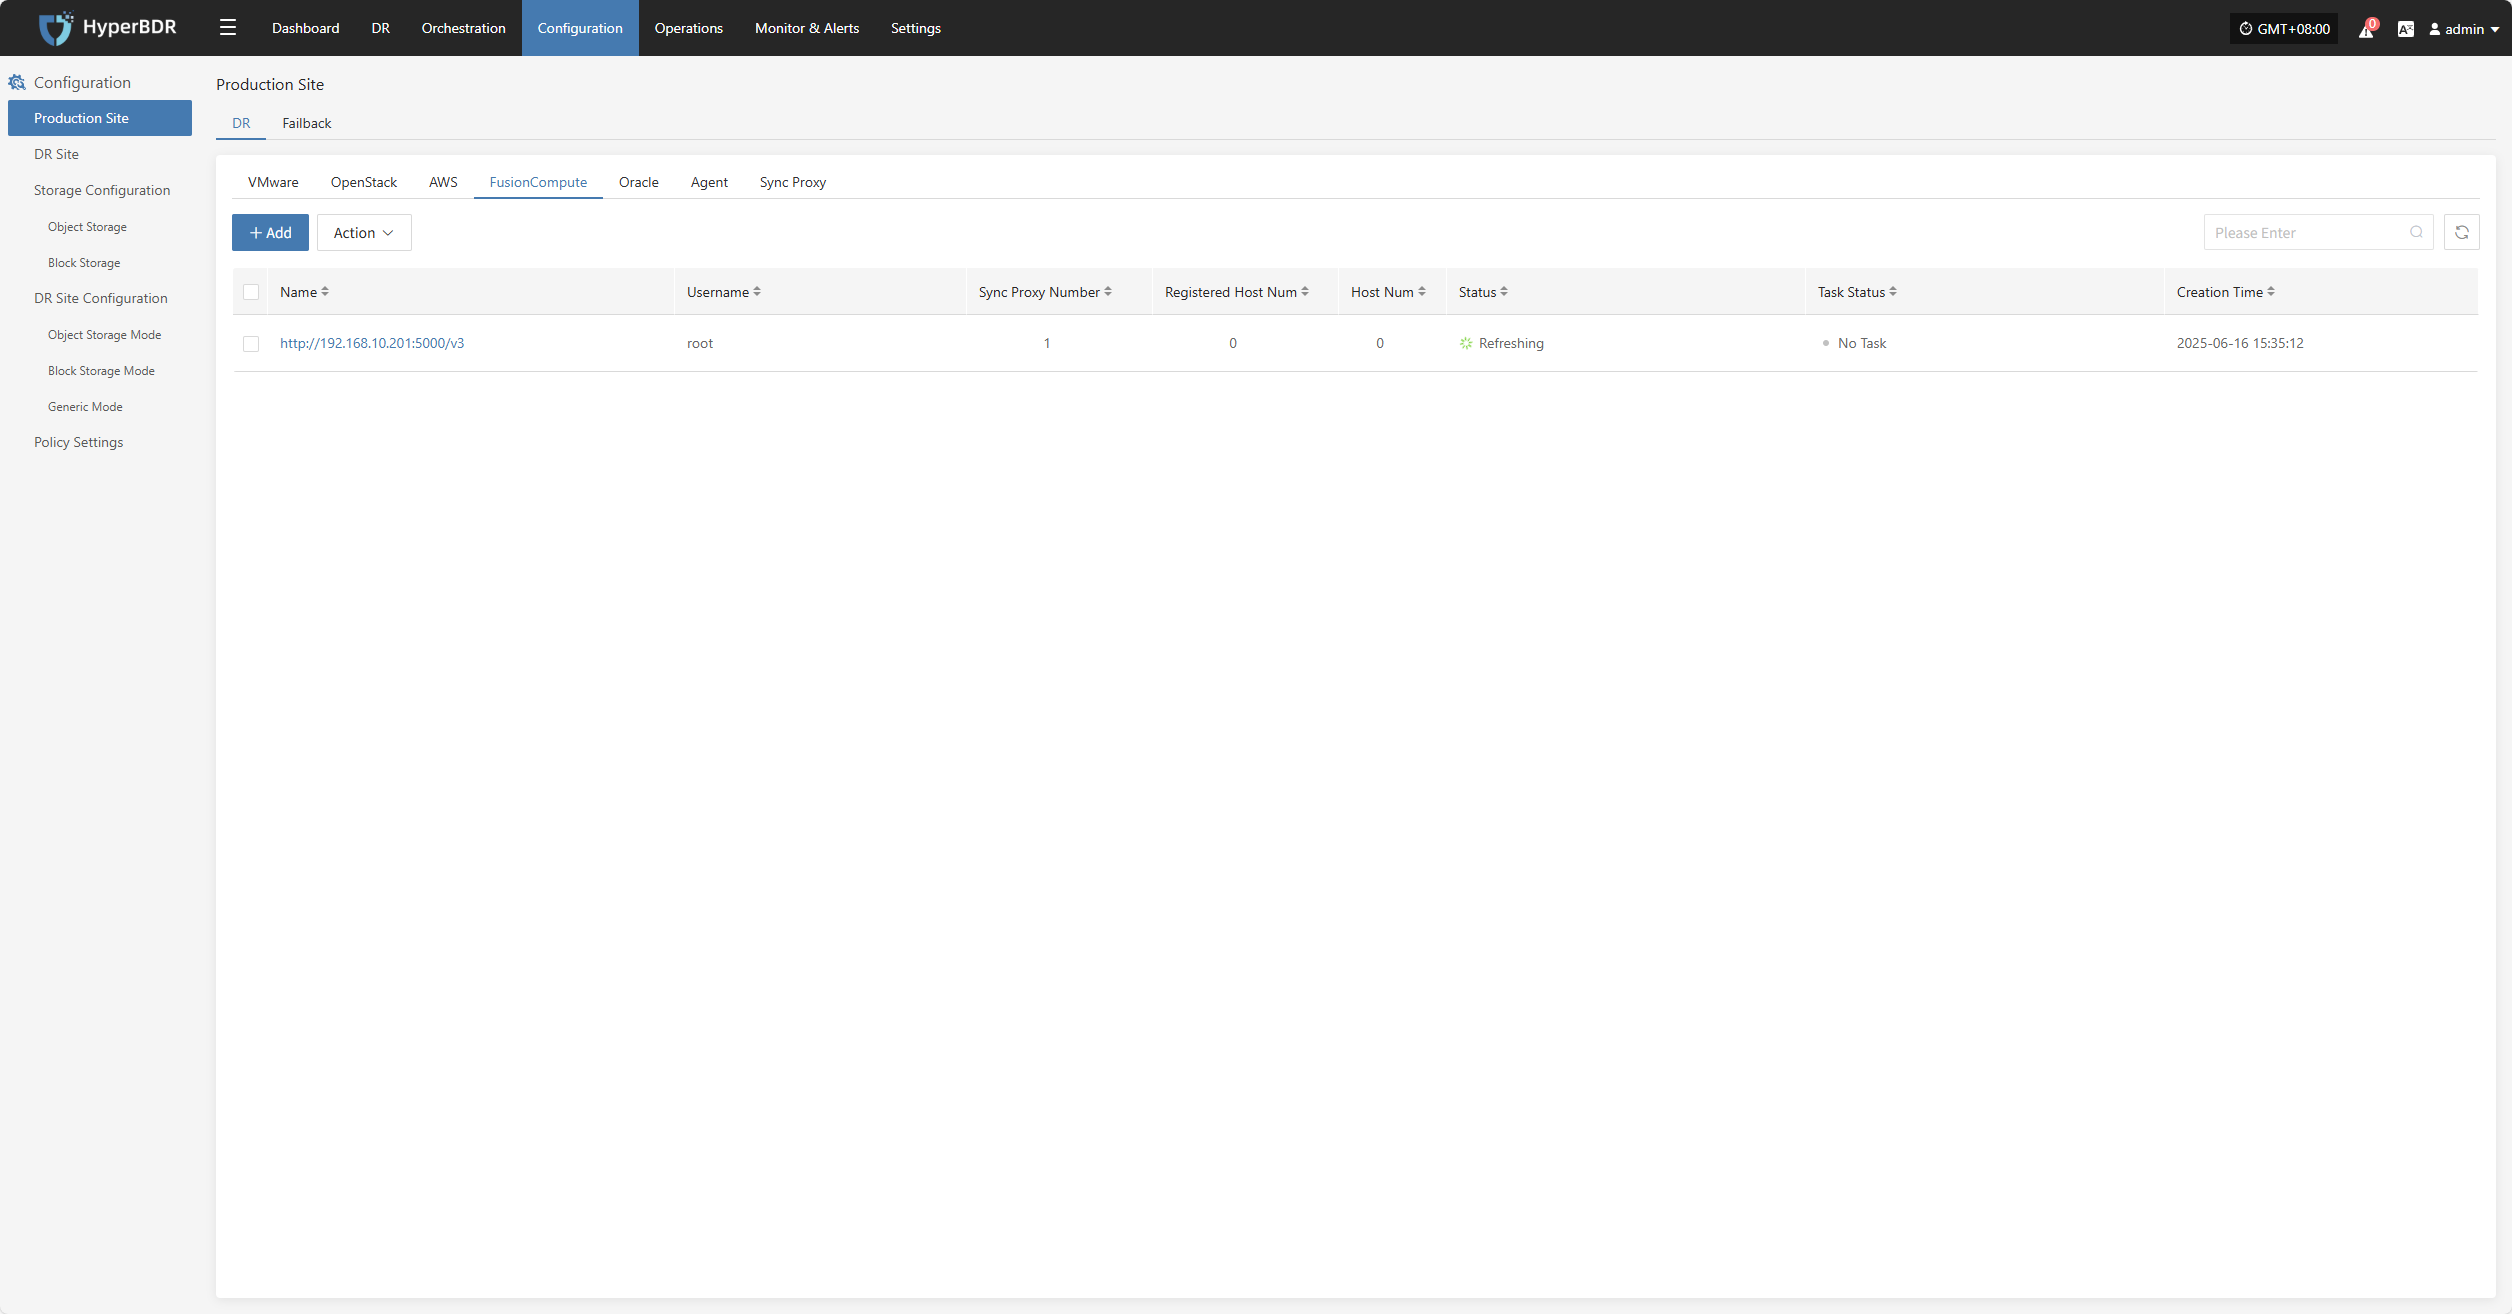 HyperBDR
Dashboard DR Orchestration Configuration Operations Monitor & Alerts Settings
GMT+08:00 0 admin
Configuration
Production Site
DR Site
Storage Configuration
Object Storage
Block Storage
DR Site Configuration
Object Storage Mode
Block Storage Mode
Generic Mode
Policy Settings
Production Site
DR Failback
VMware OpenStack AWS FusionCompute Oracle Agent Sync Proxy
+ Add Action Please Enter
Name Username Sync Proxy Number Registered Host Num Host Num Status Task Status Creation Time
http://192.168.10.201:5000/v3 root 1 0 0 Refreshing No Task 2025-06-16 15:35:12